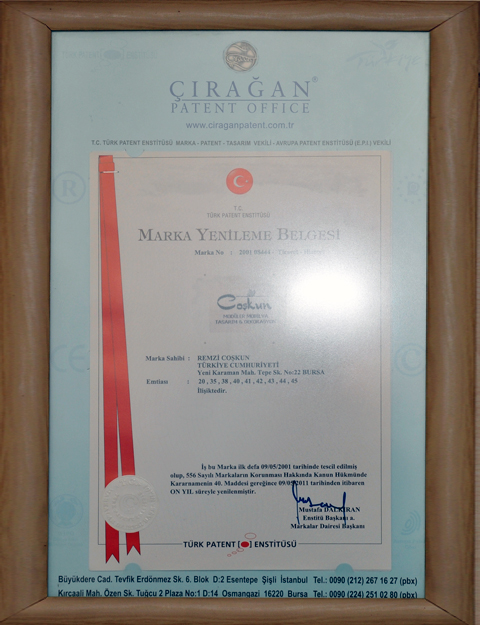 ÇIRAĞAN®
PATENT OFFICE
www.ciraganpatent.com.tr
T.C. TÜRK PATENT ENSTİTÜSÜ MARKA - PATENT - TASARIM VEKİLİ - AVRUPA PATENT ENSTİTÜSÜ (E.P.I.) VEKİLİ
T.C.
TÜRK PATENT ENSTİTÜSÜ
MARKA YENİLEME BELGESİ
Marka No :
Coşkun
Marka Sahibi : REMZİ COŞKUN
TÜRKİYE CUMHURİYETİ
Yeni Karaman Mah. Tepe Sk. No:22 BURSA
Emtiası : 20 , 35 , 38 , 40 , 41 , 42 , 43 , 44 , 45
İlişiktedir.
İş bu Marka ilk defa 09/05/2001 tarihinde tescil edilmiş
olup, 556 Sayılı Markaların Korunması Hakkında Kanun Hükmünde
Kararnamenin 40. Maddesi gereğince 09/05/2011 tarihinden itibaren
ON YIL süreyle yenilenmiştir.
Mustafa DALKIRAN
Enstitü Başkanı a.
Markalar Dairesi Başkanı
TÜRK PATENT ENSTİTÜSÜ
Büyükdere Cad. Tevfik Erdönmez Sk. 6. Blok D:2 Esentepe Şişli İstanbul Tel.: 0090 (212) 267 16 27 (pbx)
Kırcaali Mah. Özen Sk. Tuğcu 2 Plaza No:1 D:14 Osmangazi 16220 Bursa Tel.: 0090 (224) 251 02 80 (pbx)